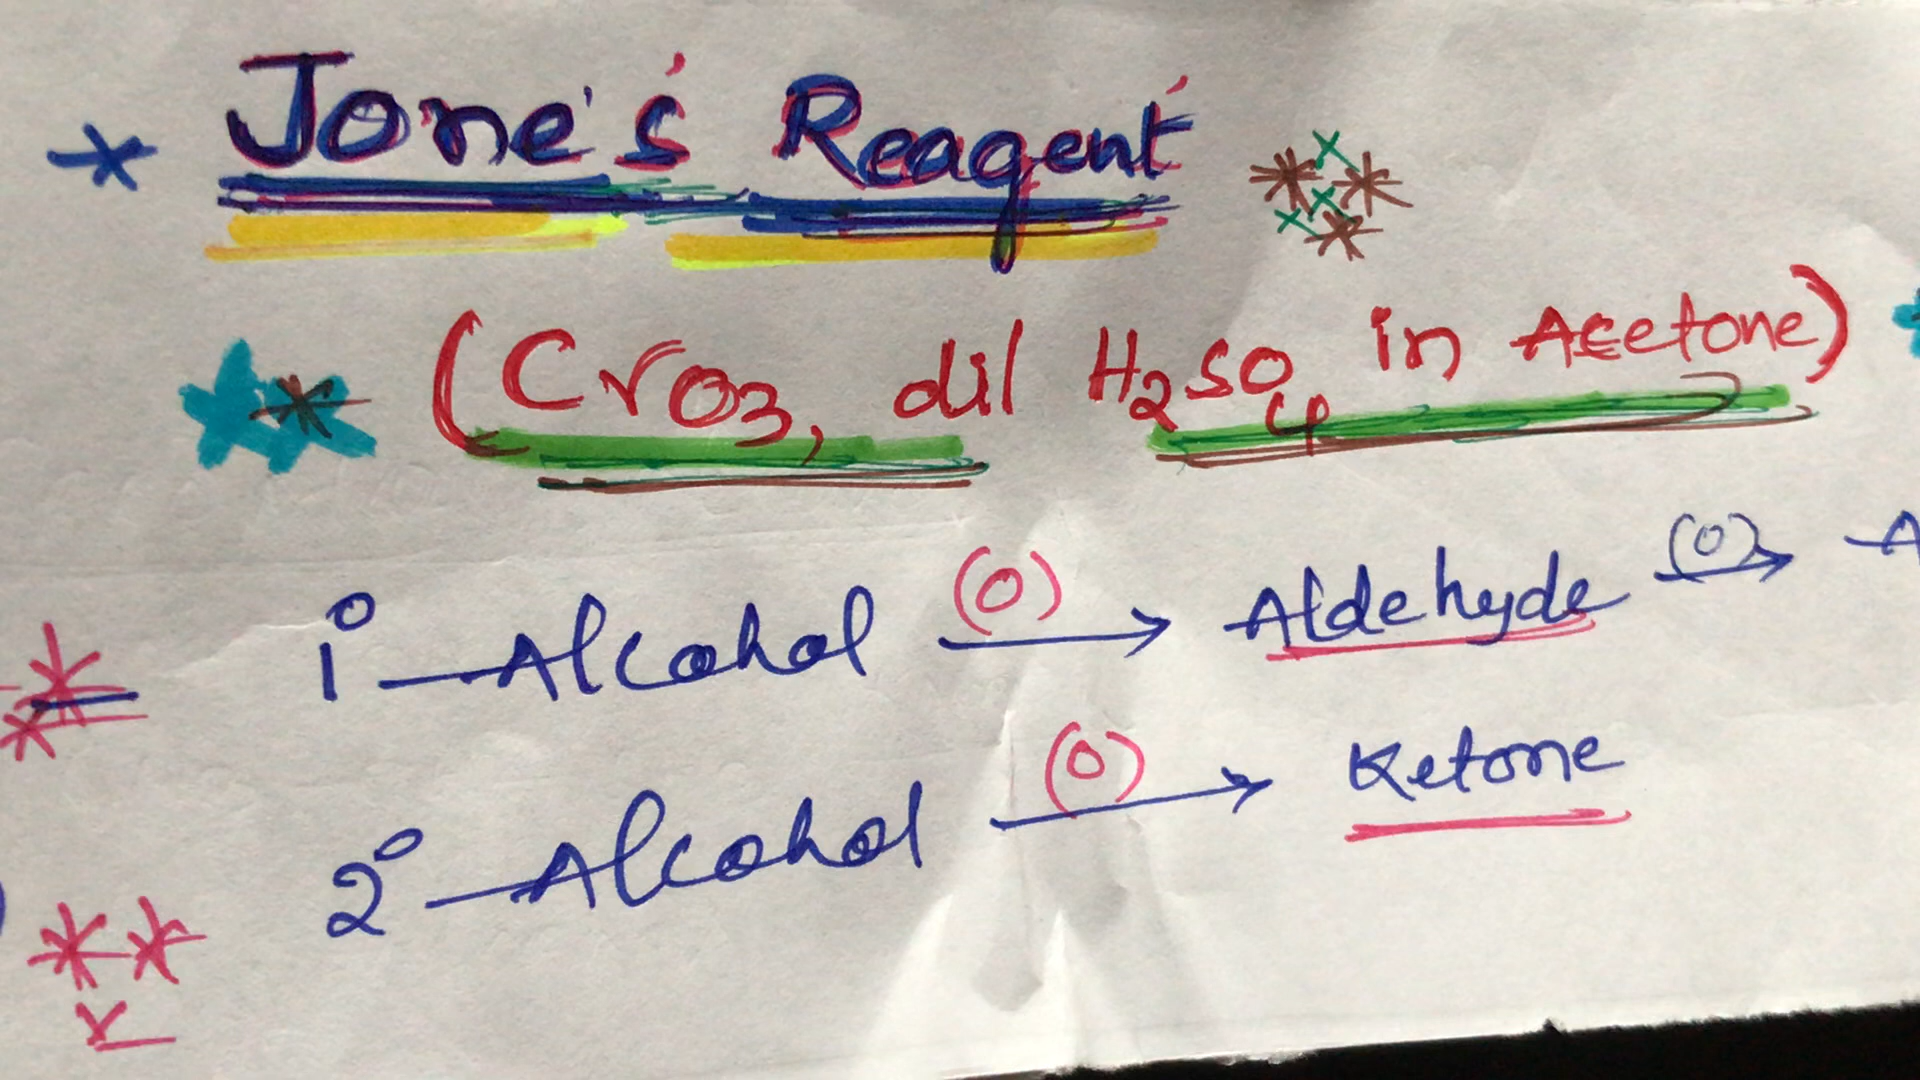 Jone's Reagent
(CrO3, dil H2SO4 in Acetone)
1° Alcohol (O) → Aldehyde (O) →
2° Alcohol (O) → Ketone